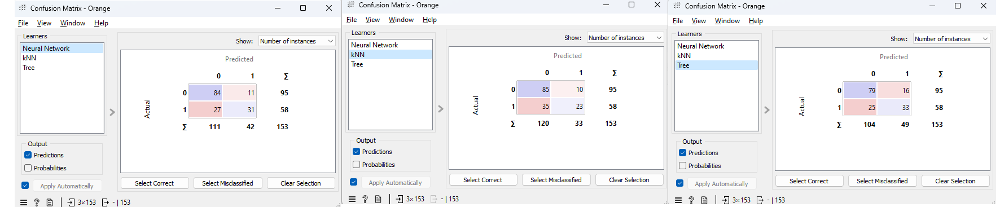 Confusion Matrix - Orange
File View Window Help
Learners
Neural Network
kNN
Tree
Output
Predictions
Probabilities
Apply Automatically
3×153 - | 153
Show: Number of instances
Predicted
0 1 Σ
Actual
0 84 11 95
1 27 31 58
Σ 111 42 153
Select Correct Select Misclassified Clear Selection
Confusion Matrix - Orange
File View Window Help
Learners
Neural Network
kNN
Tree
Output
Predictions
Probabilities
Apply Automatically
3×153 - | 153
Show: Number of instances
Predicted
0 1 Σ
Actual
0 85 10 95
1 35 23 58
Σ 120 33 153
Select Correct Select Misclassified Clear Selection
Confusion Matrix - Orange
File View Window Help
Learners
Neural Network
kNN
Tree
Output
Predictions
Probabilities
Apply Automatically
3×153 - | 153
Show: Number of instances
Predicted
0 1 Σ
Actual
0 79 16 95
1 25 33 58
Σ 104 49 153
Select Correct Select Misclassified Clear Selection